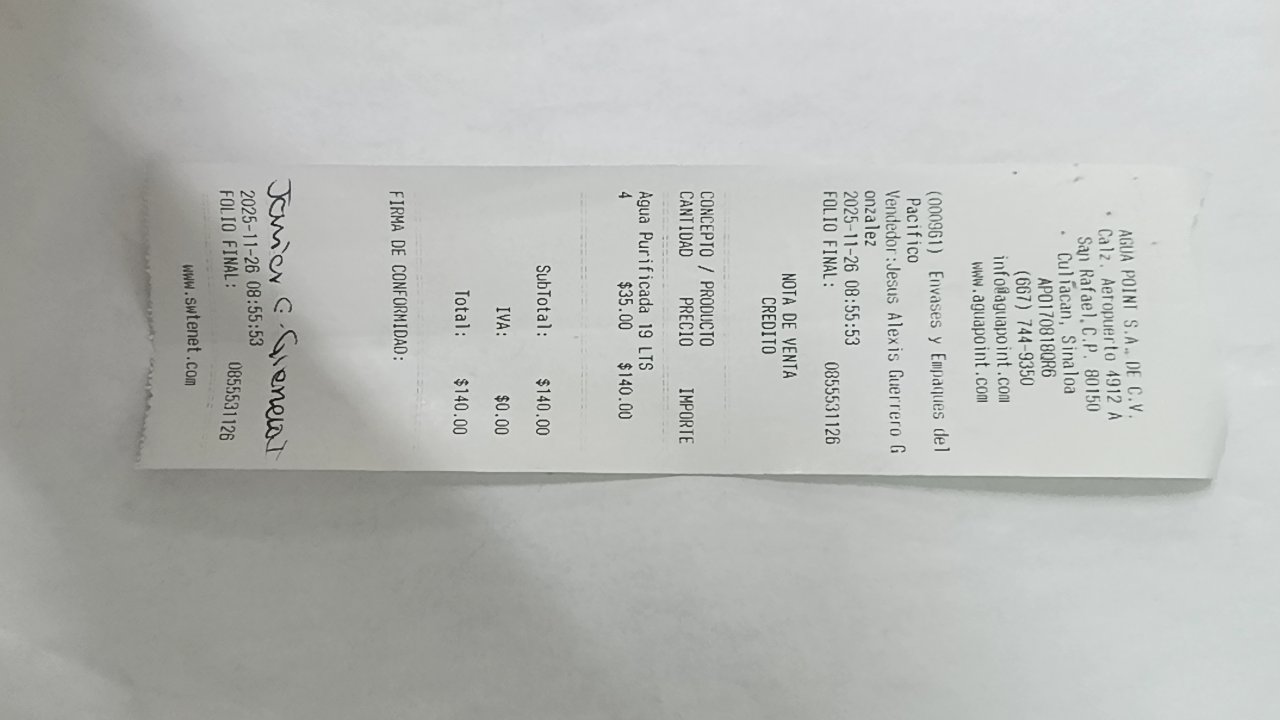 AGUA POINT S.A. DE C.V.
Calz. Aeropuerto 4912 A
San Rafael,C.P. 80150
Culiacan, Sinaloa
APO170818QR6
(667) 744-9350
info@aguapoint.com
www.aguapoint.com
(000961) Envases y Empaques del
Pacifico
Vendedor:Jesus Alexis Guerrero G
onzalez
2025-11-26 08:55:53
FOLIO FINAL: 0855531126
NOTA DE VENTA
CREDITO
CONCEPTO / PRODUCTO
CANTIDAD PRECIO IMPORTE
Agua Purificada 19 LTS
4 $35.00 $140.00
SubTotal: $140.00
IVA: $0.00
Total: $140.00
FIRMA DE CONFORMIDAD:
2025-11-26 08:55:53
FOLIO FINAL: 0855531126
www.swtenet.com